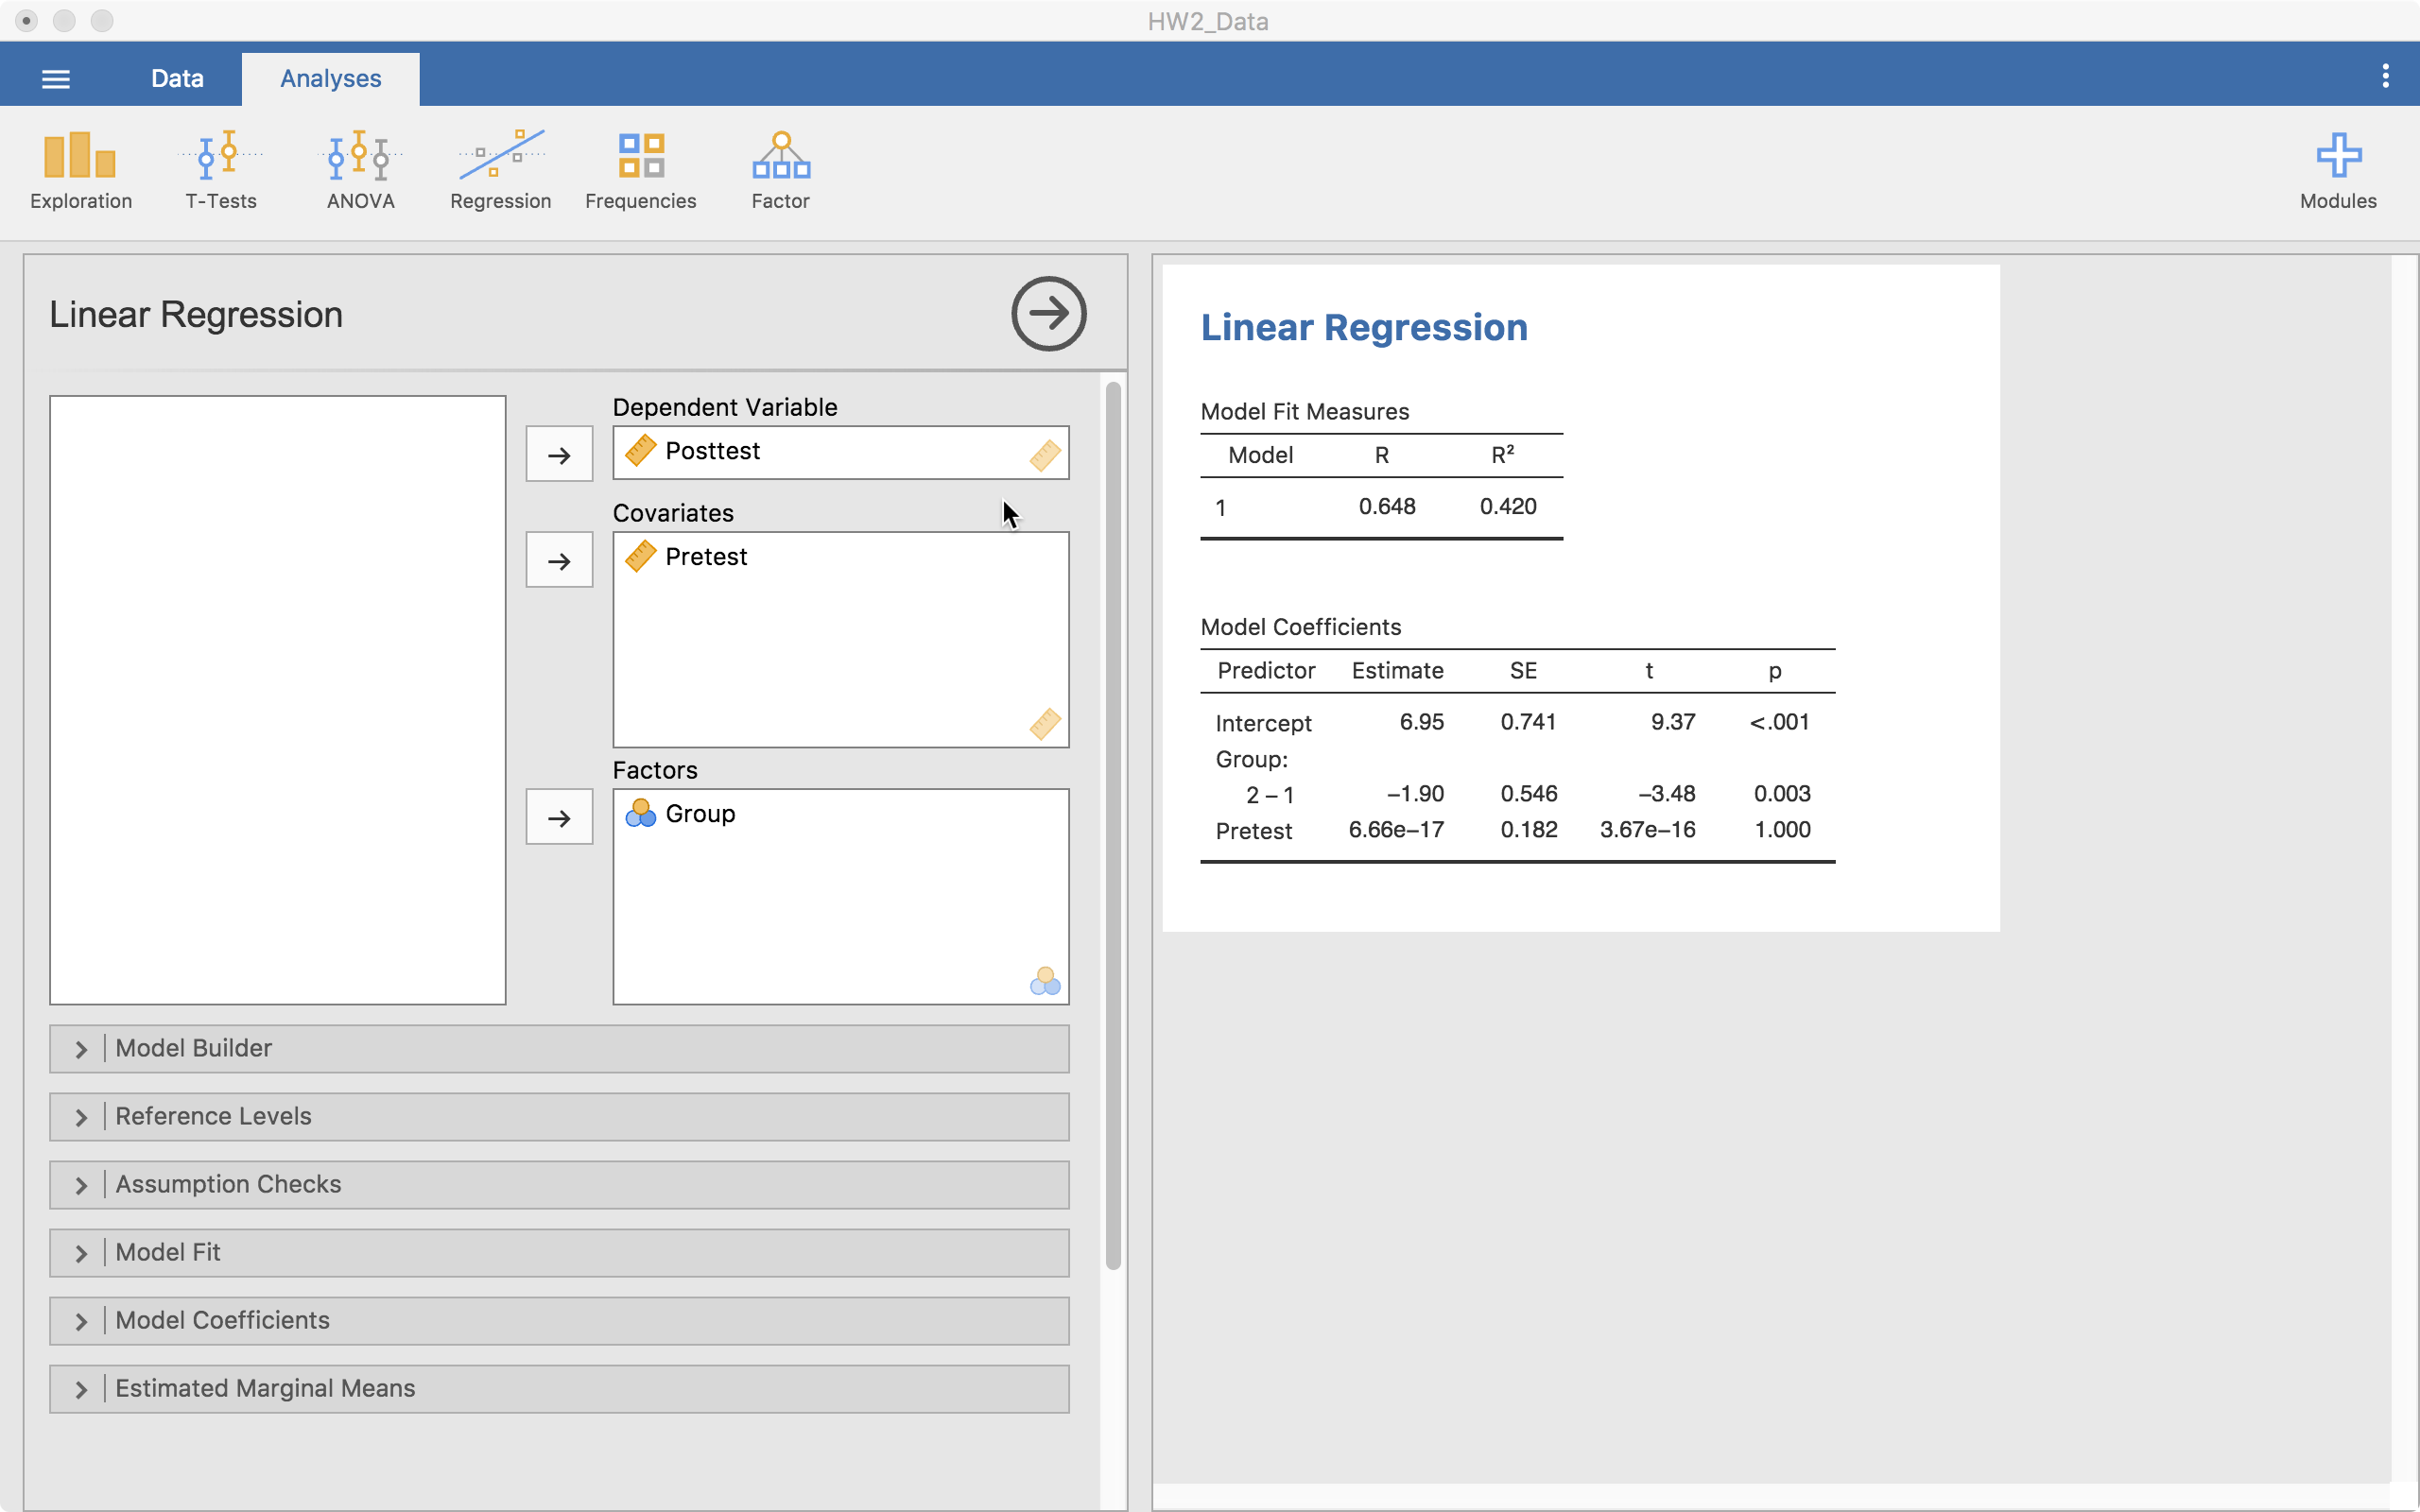 HW2_Data
Data Analyses
Exploration T-Tests ANOVA Regression Frequencies Factor Modules
Linear Regression
Dependent Variable
Posttest
Covariates
Pretest
Factors
Group
Model Builder
Reference Levels
Assumption Checks
Model Fit
Model Coefficients
Estimated Marginal Means
Linear Regression
Model Fit Measures
Model R R²
1 0.648 0.420
Model Coefficients
Predictor Estimate SE t p
Intercept 6.95 0.741 9.37 <.001
Group:
2 – 1 –1.90 0.546 –3.48 0.003
Pretest 6.66e–17 0.182 3.67e–16 1.000